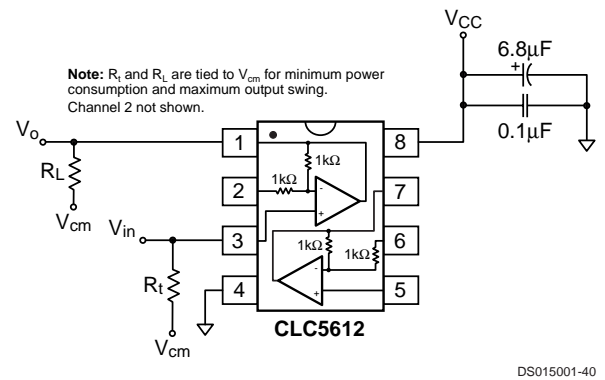 V_CC
6.8μF
+
0.1μF
Note: R_t and R_L are tied to V_cm for minimum power
consumption and maximum output swing.
Channel 2 not shown.
V_o
R_L
V_cm
V_in
R_t
V_cm
1
2
3
4
8
7
6
5
1kΩ
1kΩ
-
+
1kΩ
1kΩ
-
+
CLC5612
DS015001-40